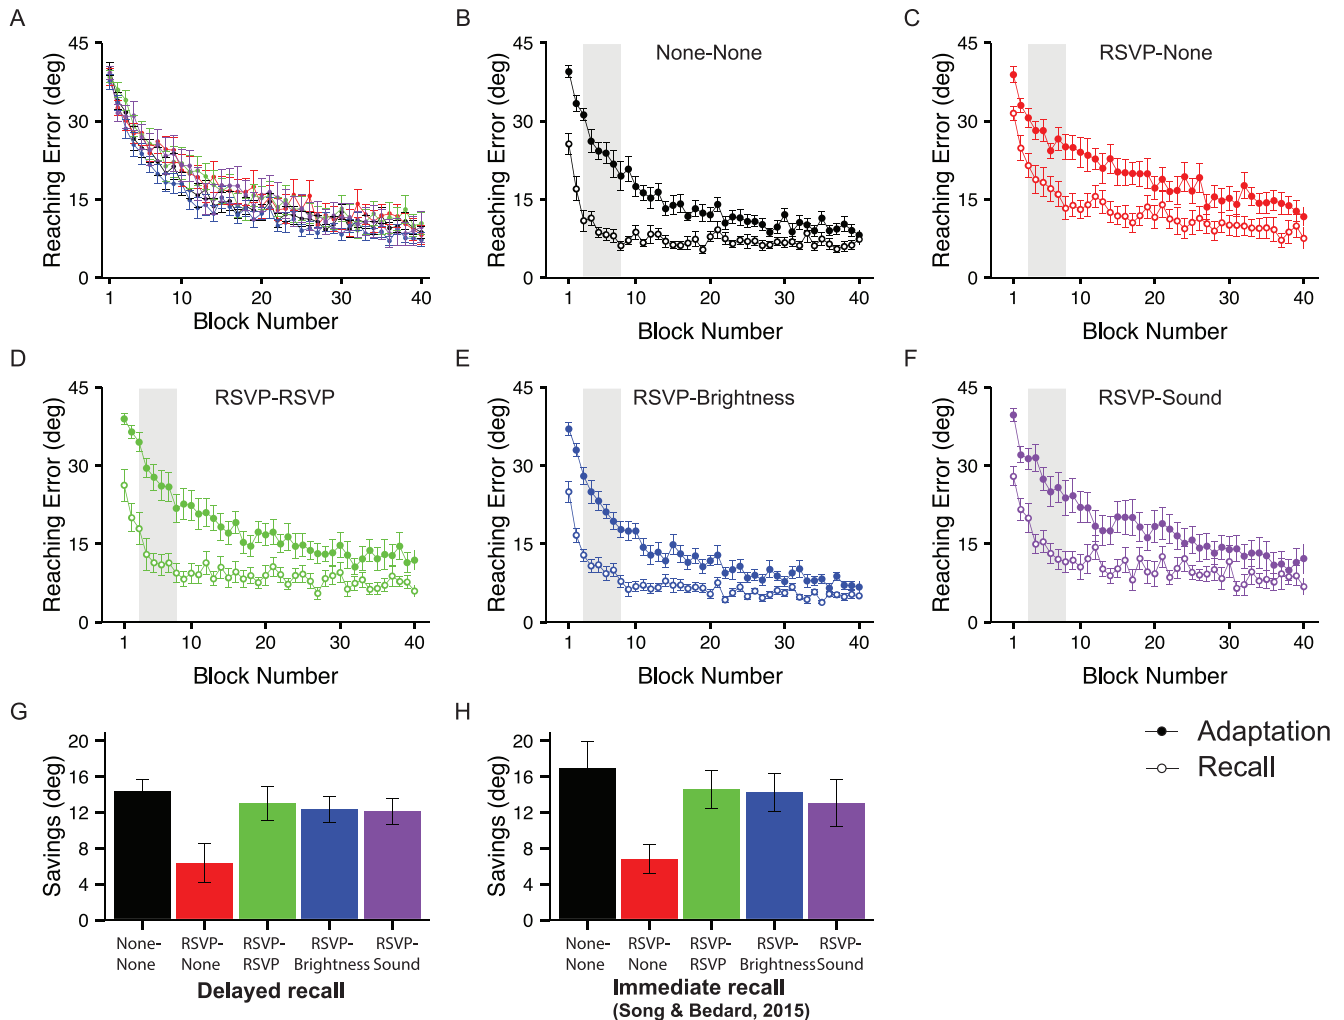 A
B
C
45
30
15
0
Reaching Error (deg)
1
10
20
30
40
Block Number
None-None
45
30
15
0
Reaching Error (deg)
1
10
20
30
40
Block Number
RSVP-None
45
30
15
0
Reaching Error (deg)
1
10
20
30
40
Block Number
D
E
F
RSVP-RSVP
45
30
15
0
Reaching Error (deg)
1
10
20
30
40
Block Number
RSVP-Brightness
45
30
15
0
Reaching Error (deg)
1
10
20
30
40
Block Number
RSVP-Sound
45
30
15
0
Reaching Error (deg)
1
10
20
30
40
Block Number
G
H
20
16
12
8
4
0
Savings (deg)
None-
None
RSVP-
None
RSVP-
RSVP
RSVP-
Brightness
RSVP-
Sound
Delayed recall
20
16
12
8
4
0
Savings (deg)
None-
None
RSVP-
None
RSVP-
RSVP
RSVP-
Brightness
RSVP-
Sound
Immediate recall
(Song & Bedard, 2015)
Adaptation
Recall